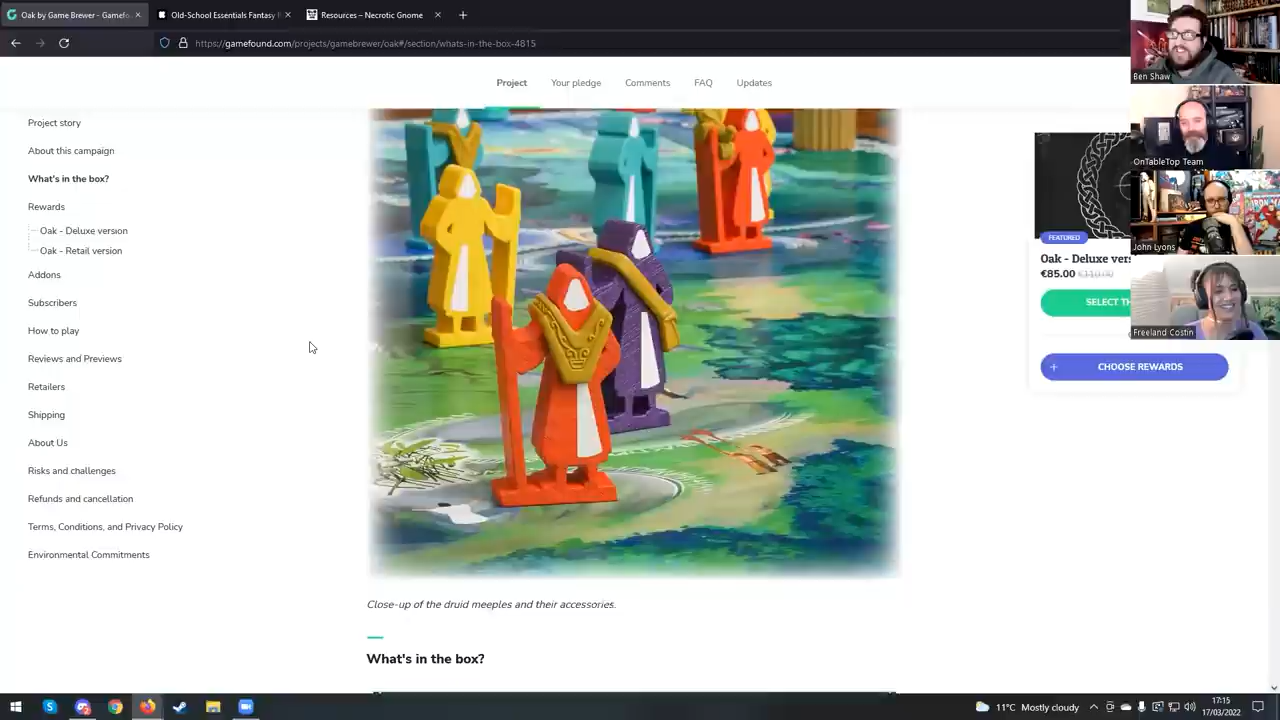 Oak by Game Brewer - Gamefo
Old-School Essentials Fantasy
Resources – Necrotic Gnome
https://gamefound.com/projects/gamebrewer/oak#/section/whats-in-the-box-4815
Project
Your pledge
Comments
FAQ
Updates
Project story
About this campaign
What's in the box?
Rewards
Oak - Deluxe version
Oak - Retail version
Addons
Subscribers
How to play
Reviews and Previews
Retailers
Shipping
About Us
Risks and challenges
Refunds and cancellation
Terms, Conditions, and Privacy Policy
Environmental Commitments
Close-up of the druid meeples and their accessories.
What's in the box?
FEATURED
Oak - Deluxe vers
€85.00 €110.00
SELECT TH
+ CHOOSE REWARDS
Ben Shaw
OnTableTop Team
John Lyons
Freeland Costin
11°C Mostly cloudy
17:15
17/03/2022